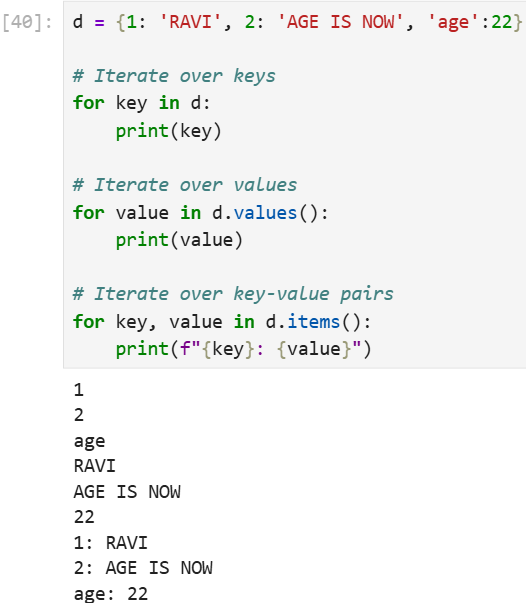 [40]: d = {1: 'RAVI', 2: 'AGE IS NOW', 'age':22}
# Iterate over keys
for key in d:
    print(key)
# Iterate over values
for value in d.values():
    print(value)
# Iterate over key-value pairs
for key, value in d.items():
    print(f"{key}: {value}")
1
2
age
RAVI
AGE IS NOW
22
1: RAVI
2: AGE IS NOW
age: 22